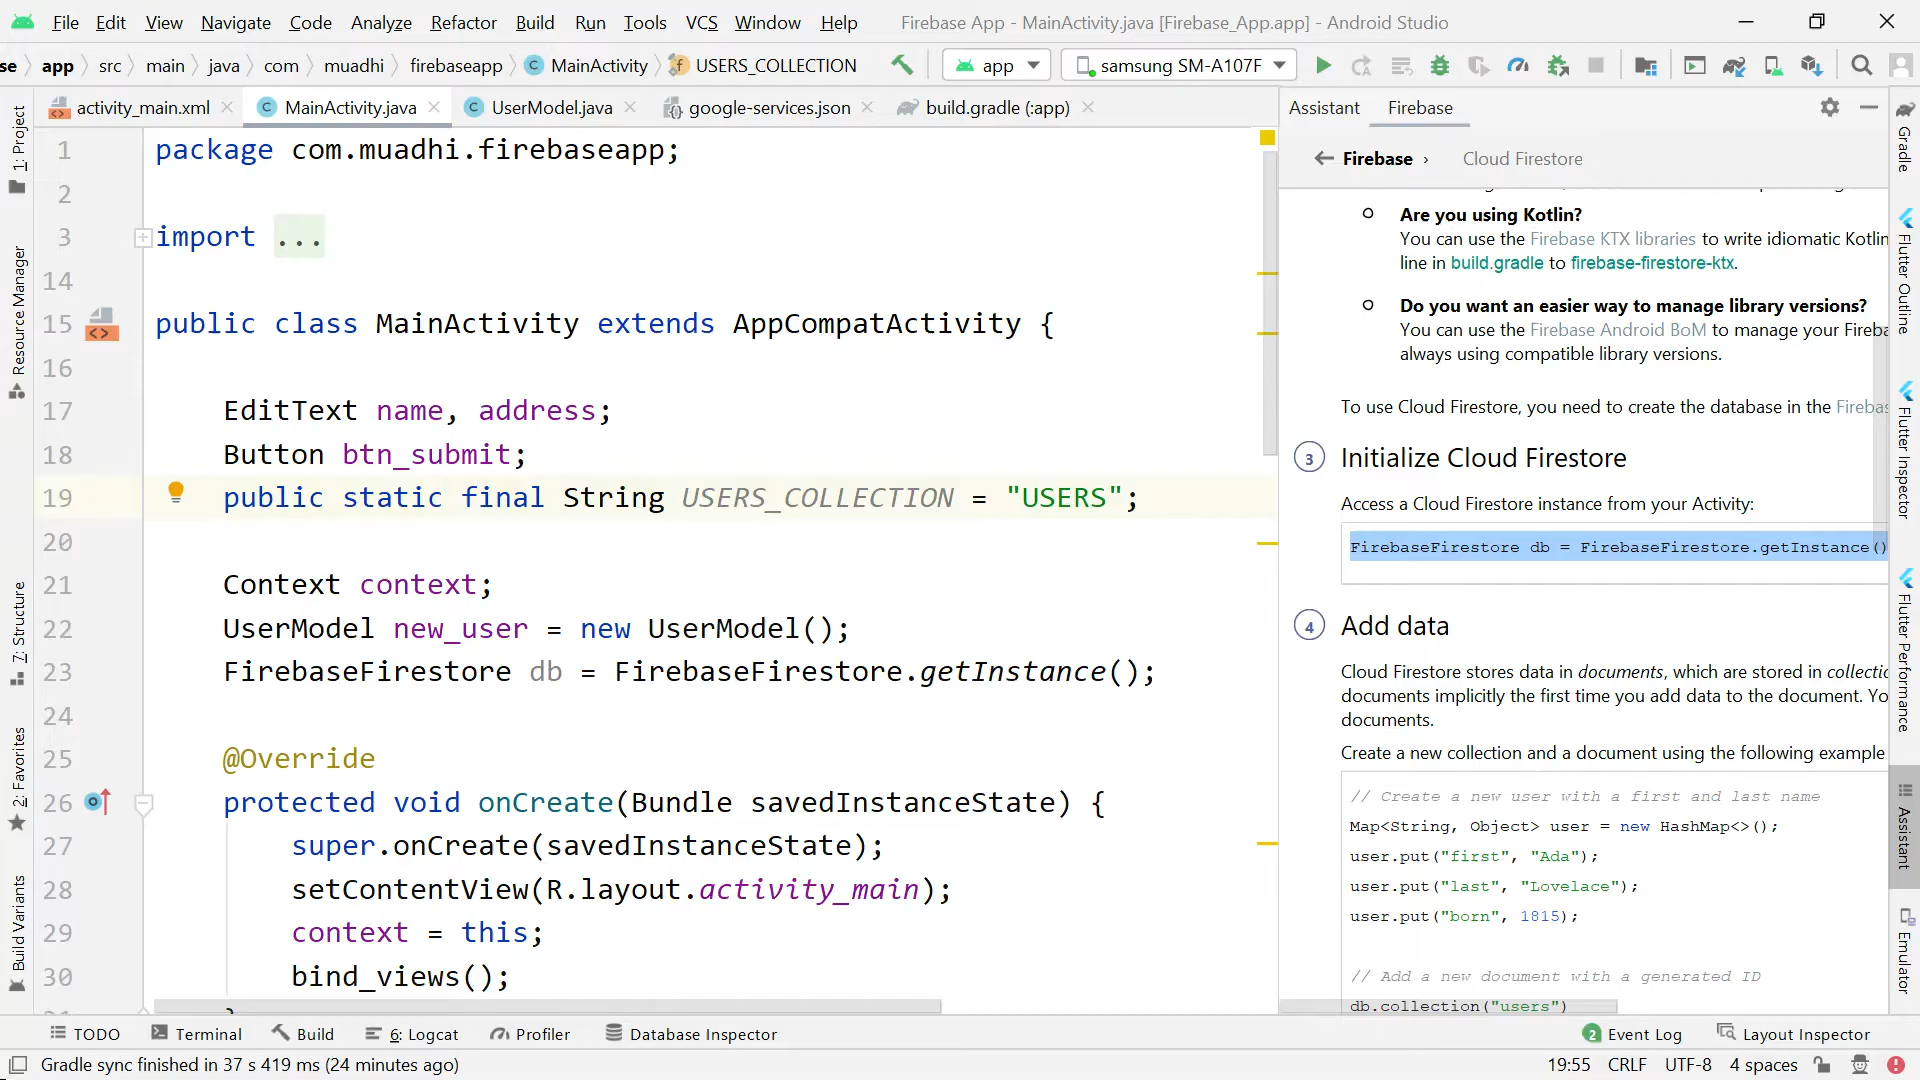 File Edit View Navigate Code Analyze Refactor Build Run Tools VCS Window Help Firebase App - MainActivity.java [Firebase_App.app] - Android Studio
se app src main java com muadhi firebaseapp MainActivity USERS_COLLECTION app samsung SM-A107F
activity_main.xml MainActivity.java UserModel.java google-services.json build.gradle (:app)
1 package com.muadhi.firebaseapp;
2
3 import ...
14
15 public class MainActivity extends AppCompatActivity {
16
17 EditText name, address;
18 Button btn_submit;
19 public static final String USERS_COLLECTION = "USERS";
20
21 Context context;
22 UserModel new_user = new UserModel();
23 FirebaseFirestore db = FirebaseFirestore.getInstance();
24
25 @Override
26 protected void onCreate(Bundle savedInstanceState) {
27 super.onCreate(savedInstanceState);
28 setContentView(R.layout.activity_main);
29 context = this;
30 bind_views();
Assistant Firebase
Firebase › Cloud Firestore
Are you using Kotlin?
You can use the Firebase KTX libraries to write idiomatic Kotlin
line in build.gradle to firebase-firestore-ktx.
Do you want an easier way to manage library versions?
You can use the Firebase Android BoM to manage your Fireba
always using compatible library versions.
To use Cloud Firestore, you need to create the database in the Firebas
3 Initialize Cloud Firestore
Access a Cloud Firestore instance from your Activity:
FirebaseFirestore db = FirebaseFirestore.getInstance()
4 Add data
Cloud Firestore stores data in documents, which are stored in collectio
documents implicitly the first time you add data to the document. Yo
documents.
Create a new collection and a document using the following example
// Create a new user with a first and last name
Map<String, Object> user = new HashMap<>();
user.put("first", "Ada");
user.put("last", "Lovelace");
user.put("born", 1815);
// Add a new document with a generated ID
db.collection("users")
1: Project
Resource Manager
7: Structure
2: Favorites
Build Variants
Gradle
Flutter Outline
Flutter Inspector
Flutter Performance
Assistant
Emulator
TODO Terminal Build 6: Logcat Profiler Database Inspector 2 Event Log Layout Inspector
Gradle sync finished in 37 s 419 ms (24 minutes ago) 19:55 CRLF UTF-8 4 spaces